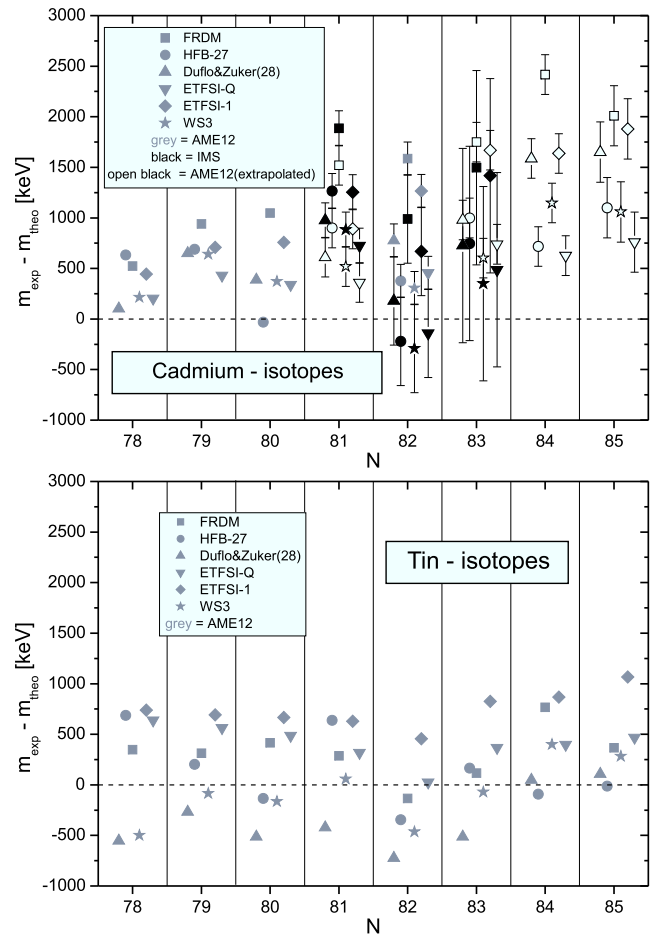 3000
2500
2000
1500
1000
500
0
-500
-1000
m_exp - m_theo [keV]
FRDM
HFB-27
Duflo&Zuker(28)
ETFSI-Q
ETFSI-1
WS3
grey = AME12
black = IMS
open black = AME12(extrapolated)
Cadmium - isotopes
78 79 80 81 82 83 84 85
N
3000
2500
2000
1500
1000
500
0
-500
-1000
m_exp - m_theo [keV]
FRDM
HFB-27
Duflo&Zuker(28)
ETFSI-Q
ETFSI-1
WS3
grey = AME12
Tin - isotopes
78 79 80 81 82 83 84 85
N